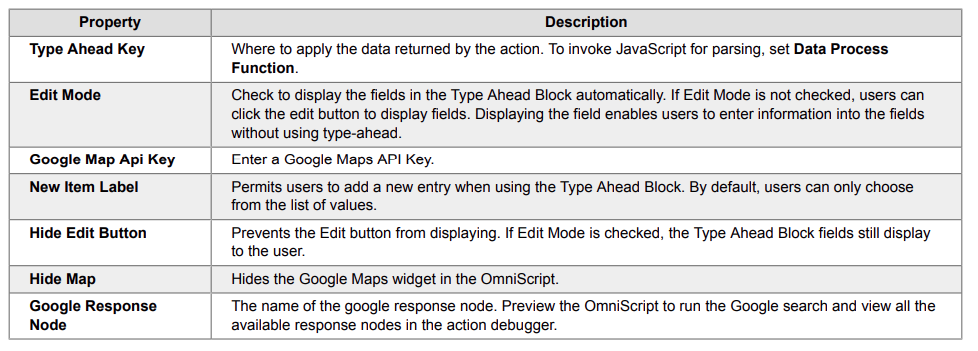 Property Description
Type Ahead Key Where to apply the data returned by the action. To invoke JavaScript for parsing, set Data Process
Function.
Edit Mode Check to display the fields in the Type Ahead Block automatically. If Edit Mode is not checked, users can
click the edit button to display fields. Displaying the field enables users to enter information into the fields
without using type-ahead.
Google Map Api Key Enter a Google Maps API Key.
New Item Label Permits users to add a new entry when using the Type Ahead Block. By default, users can only choose
from the list of values.
Hide Edit Button Prevents the Edit button from displaying. If Edit Mode is checked, the Type Ahead Block fields still display
to the user.
Hide Map Hides the Google Maps widget in the OmniScript.
Google Response The name of the google response node. Preview the OmniScript to run the Google search and view all the
Node available response nodes in the action debugger.